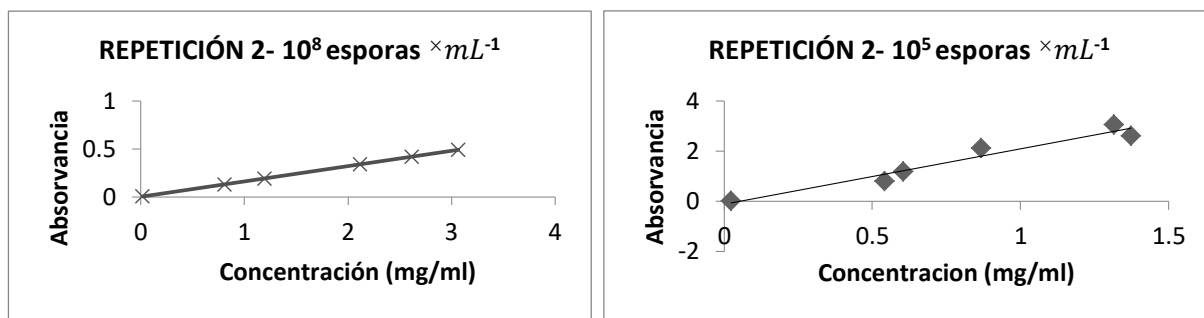 REPETICIÓN 2- 10⁸ esporas ×mL⁻¹
1
0.5
0
Absorvancia
0 1 2 3 4
Concentración (mg/ml)
REPETICIÓN 2- 10⁵ esporas ×mL⁻¹
4
2
0
-2
Absorvancia
0 0.5 1 1.5
Concentracion (mg/ml)